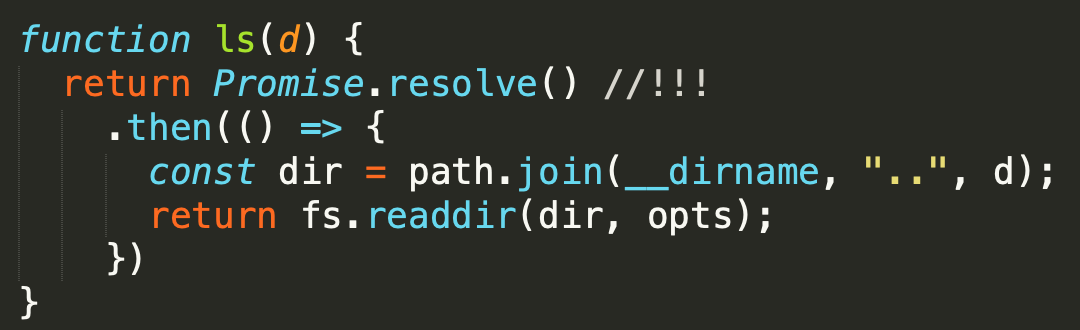 function ls(d) {
  return Promise.resolve() //!!!
    .then(() => {
      const dir = path.join(__dirname, "..", d);
      return fs.readdir(dir, opts);
    })
}